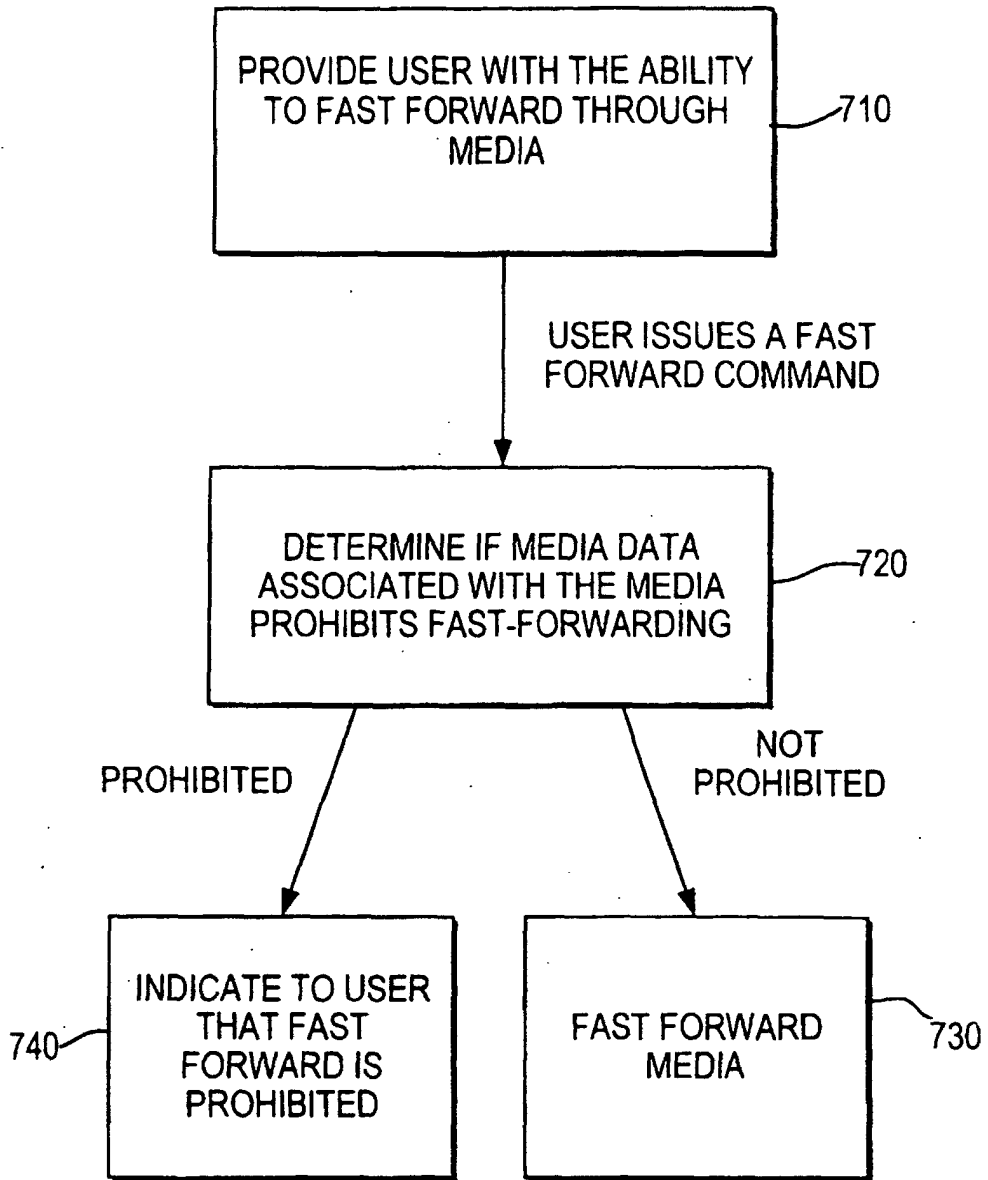 PROVIDE USER WITH THE ABILITY
TO FAST FORWARD THROUGH
MEDIA
710
USER ISSUES A FAST
FORWARD COMMAND
DETERMINE IF MEDIA DATA
ASSOCIATED WITH THE MEDIA
PROHIBITS FAST-FORWARDING
720
PROHIBITED
NOT
PROHIBITED
INDICATE TO USER
THAT FAST
FORWARD IS
PROHIBITED
740
FAST FORWARD
MEDIA
730